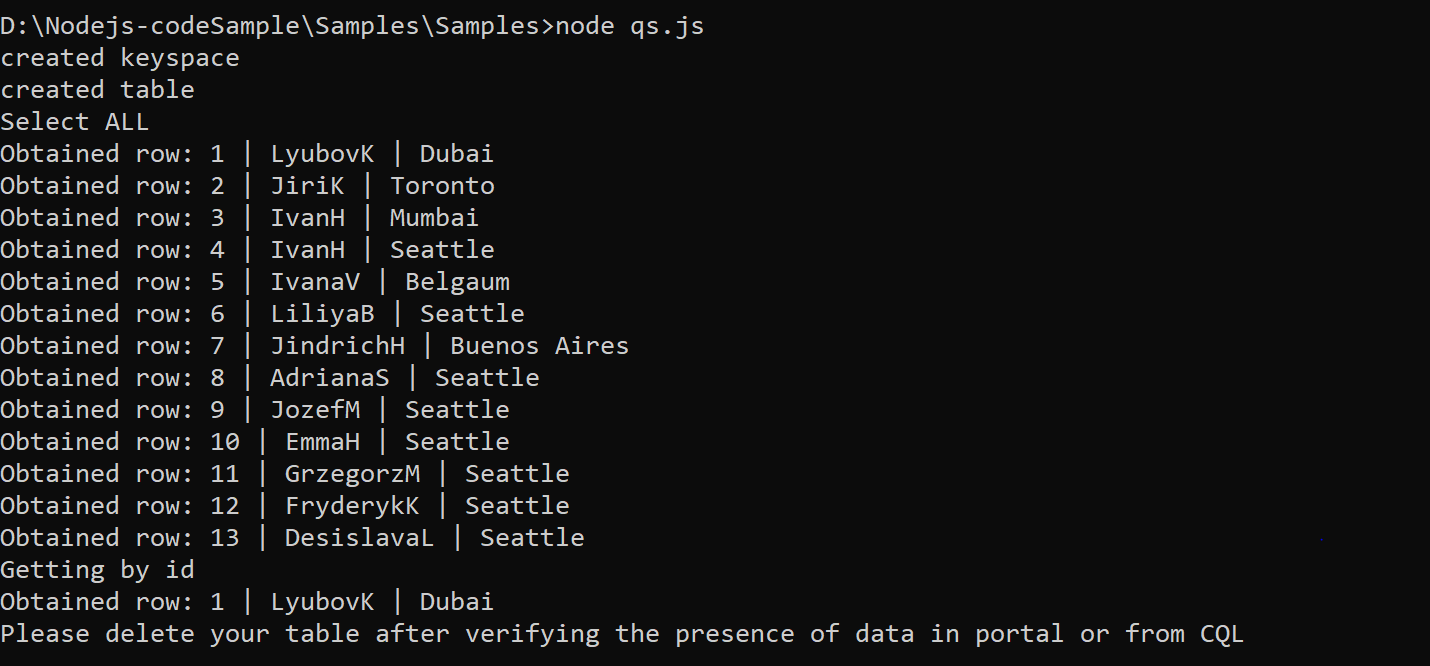 D:\Nodejs-codeSample\Samples\Samples>node qs.js
created keyspace
created table
Select ALL
Obtained row: 1 | LyubovK | Dubai
Obtained row: 2 | JiriK | Toronto
Obtained row: 3 | IvanH | Mumbai
Obtained row: 4 | IvanH | Seattle
Obtained row: 5 | IvanaV | Belgaum
Obtained row: 6 | LiliyaB | Seattle
Obtained row: 7 | JindrichH | Buenos Aires
Obtained row: 8 | AdrianaS | Seattle
Obtained row: 9 | JozefM | Seattle
Obtained row: 10 | EmmaH | Seattle
Obtained row: 11 | GrzegorzM | Seattle
Obtained row: 12 | FryderykK | Seattle
Obtained row: 13 | DesislavaL | Seattle
Getting by id
Obtained row: 1 | LyubovK | Dubai
Please delete your table after verifying the presence of data in portal or from CQL